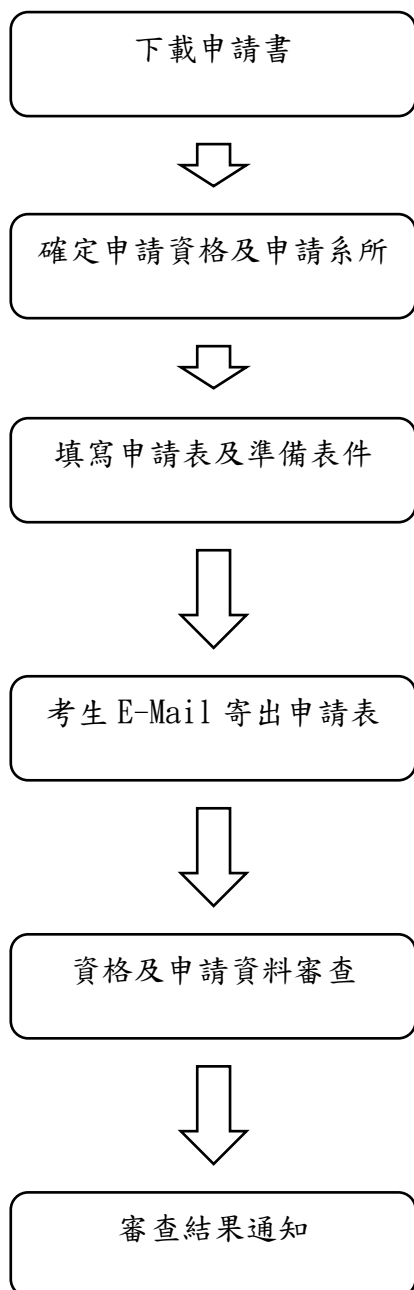 下載申請書
確定申請資格及申請系所
填寫申請表及準備表件
考生 E-Mail 寄出申請表
資格及申請資料審查
審查結果通知